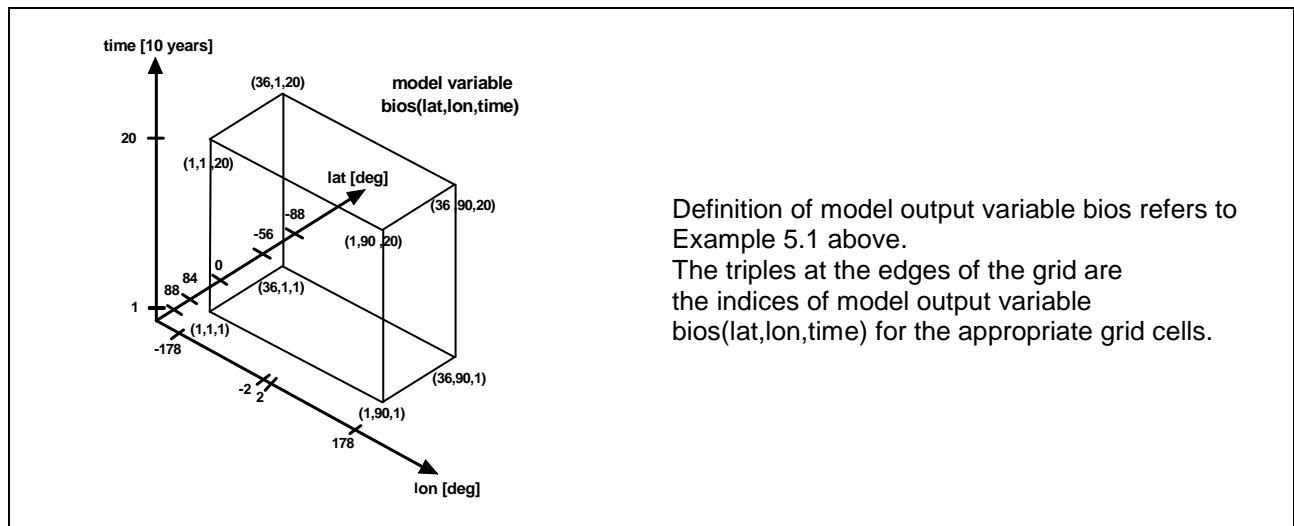 time [10 years]
(36,1,20)
model variable
bios(lat,lon,time)
20
(1,1 ,20)
lat [deg]
-88
(36 ,90,20)
-56
(1,90 ,20)
0
84
88
(36,1,1)
1
(1,1,1)
-178
-2
2
(36,90,1)
(1,90,1)
178
lon [deg]
Definition of model output variable bios refers to
Example 5.1 above.
The triples at the edges of the grid are
the indices of model output variable
bios(lat,lon,time) for the appropriate grid cells.